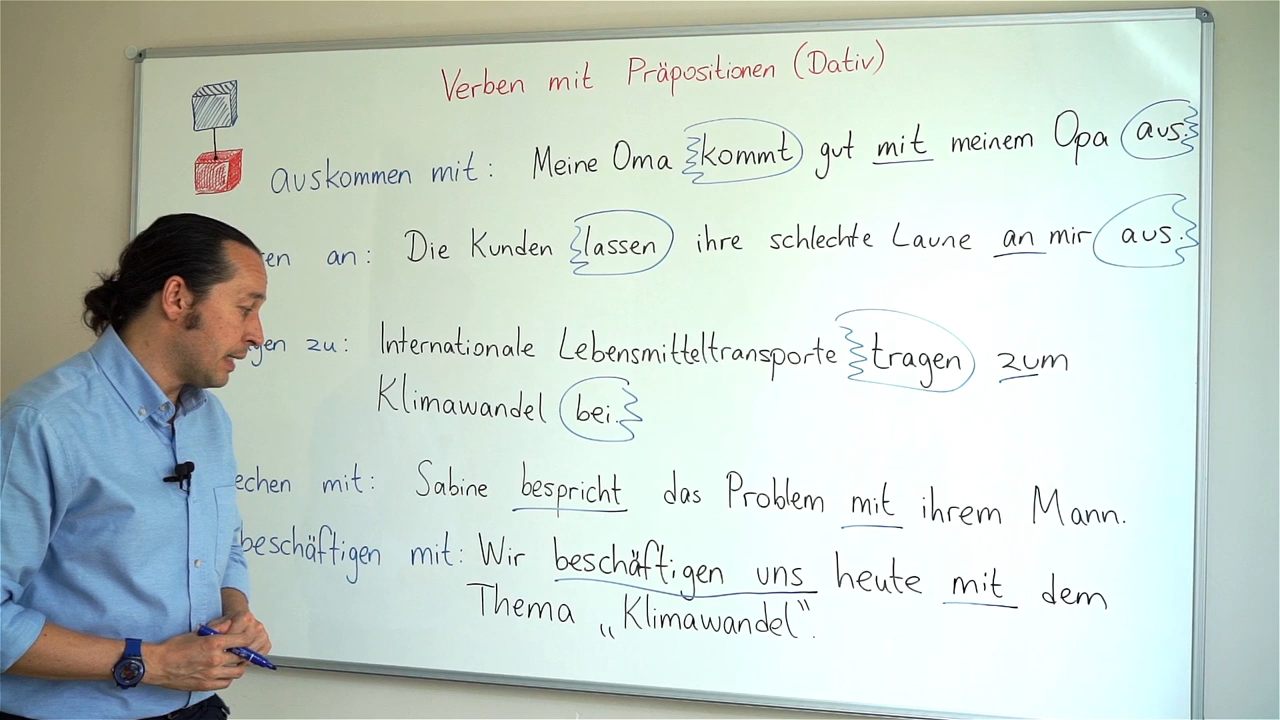 Verben mit Präpositionen (Dativ)
auskommen mit: Meine Oma kommt gut mit meinem Opa aus.
an: Die Kunden lassen ihre schlechte Laune an mir aus.
zu: Internationale Lebensmitteltransporte tragen zum
Klimawandel bei.
mit: Sabine bespricht das Problem mit ihrem Mann.
beschäftigen mit: Wir beschäftigen uns heute mit dem
Thema „Klimawandel“.